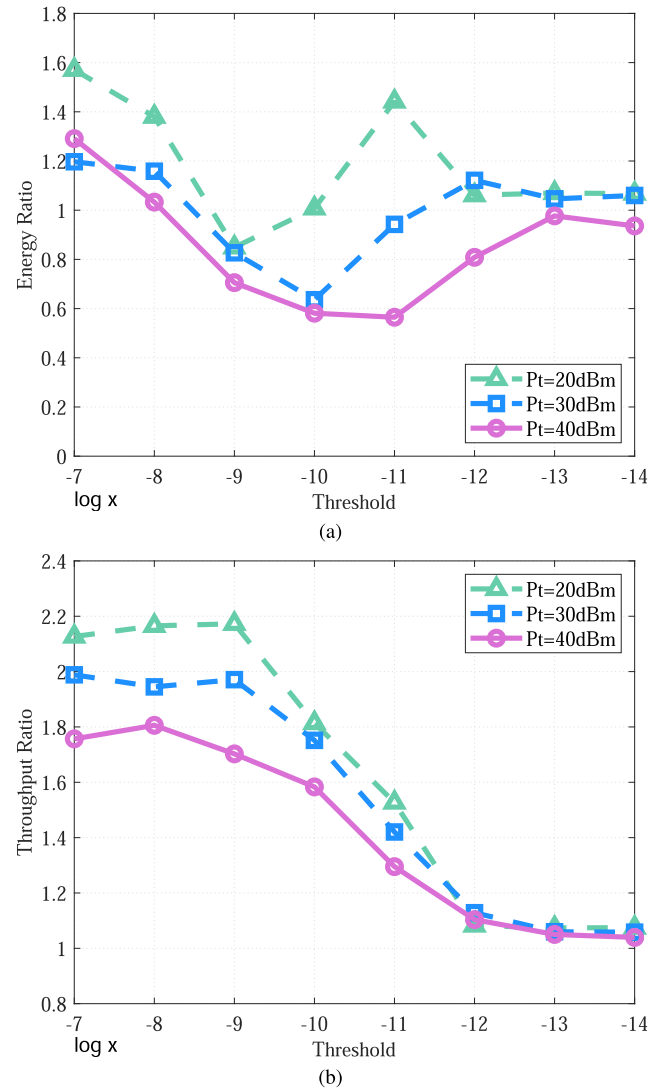 1.8
1.6
1.4
1.2
1
0.8
0.6
0.4
0.2
0
Energy Ratio
Pt=20dBm
Pt=30dBm
Pt=40dBm
-7 -8 -9 -10 -11 -12 -13 -14
log x
Threshold
(a)
2.4
2.2
2
1.8
1.6
1.4
1.2
1
0.8
Throughput Ratio
Pt=20dBm
Pt=30dBm
Pt=40dBm
-7 -8 -9 -10 -11 -12 -13 -14
log x
Threshold
(b)